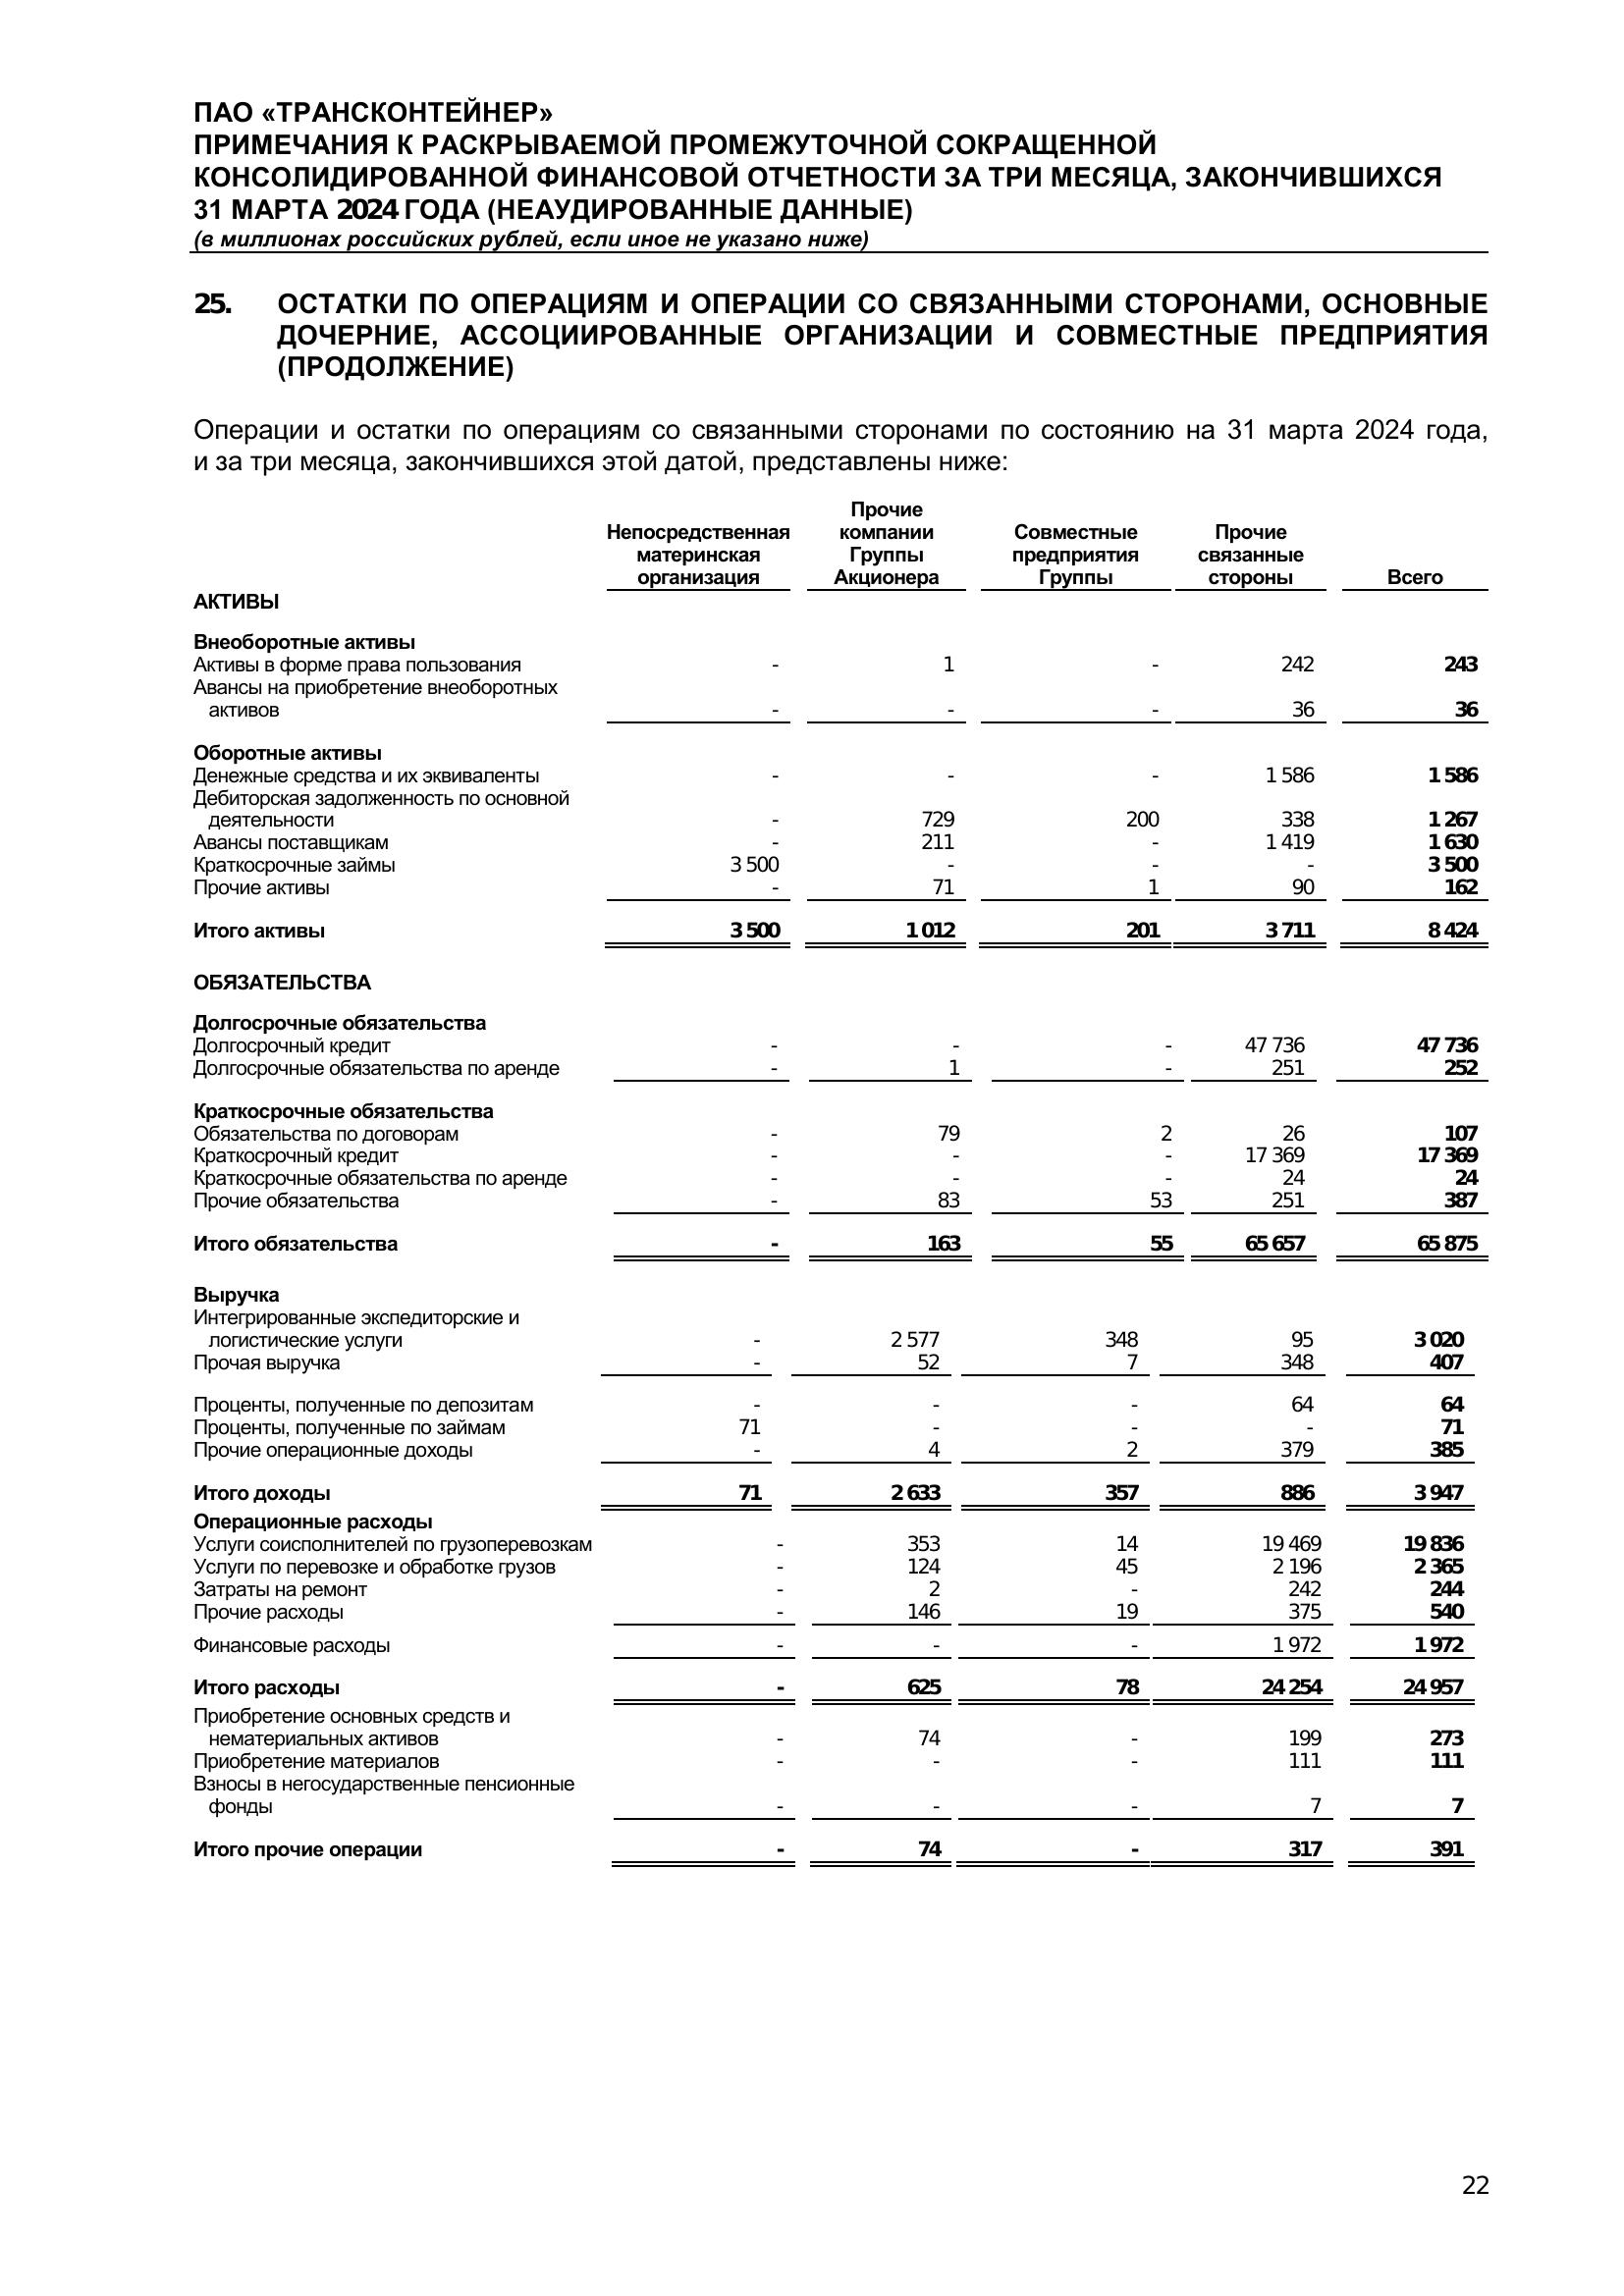 ПАО «ТРАНСКОНТЕЙНЕР»
ПРИМЕЧАНИЯ К РАСКРЫВАЕМОЙ ПРОМЕЖУТОЧНОЙ СОКРАЩЕННОЙ
КОНСОЛИДИРОВАННОЙ ФИНАНСОВОЙ ОТЧЕТНОСТИ ЗА ТРИ МЕСЯЦА, ЗАКОНЧИВШИХСЯ
31 МАРТА 2024 ГОДА (НЕАУДИРОВАННЫЕ ДАННЫЕ)
(в миллионах российских рублей, если иное не указано ниже)
25. ОСТАТКИ ПО ОПЕРАЦИЯМ И ОПЕРАЦИИ СО СВЯЗАННЫМИ СТОРОНАМИ, ОСНОВНЫЕ
ДОЧЕРНИЕ, АССОЦИИРОВАННЫЕ ОРГАНИЗАЦИИ И СОВМЕСТНЫЕ ПРЕДПРИЯТИЯ
(ПРОДОЛЖЕНИЕ)
Операции и остатки по операциям со связанными сторонами по состоянию на 31 марта 2024 года,
и за три месяца, закончившихся этой датой, представлены ниже:
Прочие
Непосредственная компании Совместные Прочие
материнская Группы предприятия связанные
организация Акционера Группы стороны Всего
АКТИВЫ
Внеоборотные активы
Активы в форме права пользования - 1 - 242 243
Авансы на приобретение внеоборотных
активов - - - 36 36
Оборотные активы
Денежные средства и их эквиваленты - - - 1 586 1 586
Дебиторская задолженность по основной
деятельности - 729 200 338 1 267
Авансы поставщикам - 211 - 1 419 1 630
Краткосрочные займы 3 500 - - - 3 500
Прочие активы - 71 1 90 162
Итого активы 3 500 1 012 201 3 711 8 424
ОБЯЗАТЕЛЬСТВА
Долгосрочные обязательства
Долгосрочный кредит - - - 47 736 47 736
Долгосрочные обязательства по аренде - 1 - 251 252
Краткосрочные обязательства
Обязательства по договорам - 79 2 26 107
Краткосрочный кредит - - - 17 369 17 369
Краткосрочные обязательства по аренде - - - 24 24
Прочие обязательства - 83 53 251 387
Итого обязательства - 163 55 65 657 65 875
Выручка
Интегрированные экспедиторские и
логистические услуги - 2 577 348 95 3 020
Прочая выручка - 52 7 348 407
Проценты, полученные по депозитам - - - 64 64
Проценты, полученные по займам 71 - - - 71
Прочие операционные доходы - 4 2 379 385
Итого доходы 71 2 633 357 886 3 947
Операционные расходы
Услуги соисполнителей по грузоперевозкам - 353 14 19 469 19 836
Услуги по перевозке и обработке грузов - 124 45 2 196 2 365
Затраты на ремонт - 2 - 242 244
Прочие расходы - 146 19 375 540
Финансовые расходы - - - 1 972 1 972
Итого расходы - 625 78 24 254 24 957
Приобретение основных средств и
нематериальных активов - 74 - 199 273
Приобретение материалов - - - 111 111
Взносы в негосударственные пенсионные
фонды - - - 7 7
Итого прочие операции - 74 - 317 391
22